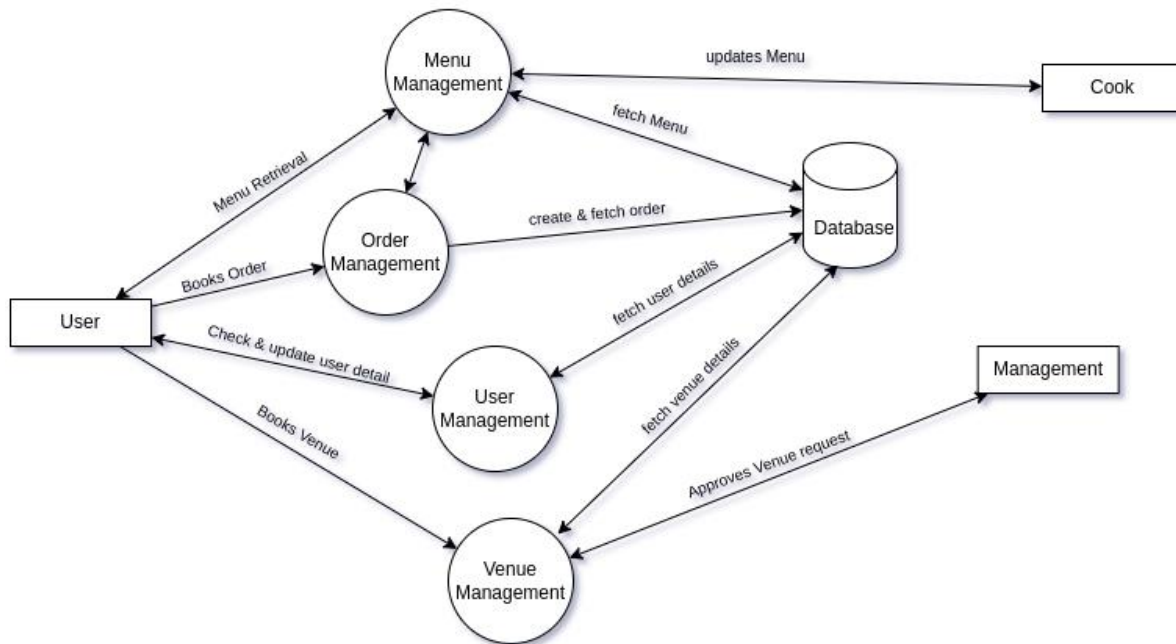 Menu
Management
updates Menu
Cook
fetch Menu
Menu Retrieval
Database
create & fetch order
Order
Management
Books Order
User
fetch user details
Check & update user detail
User
Management
fetch venue details
Management
Books Venue
Approves Venue request
Venue
Management